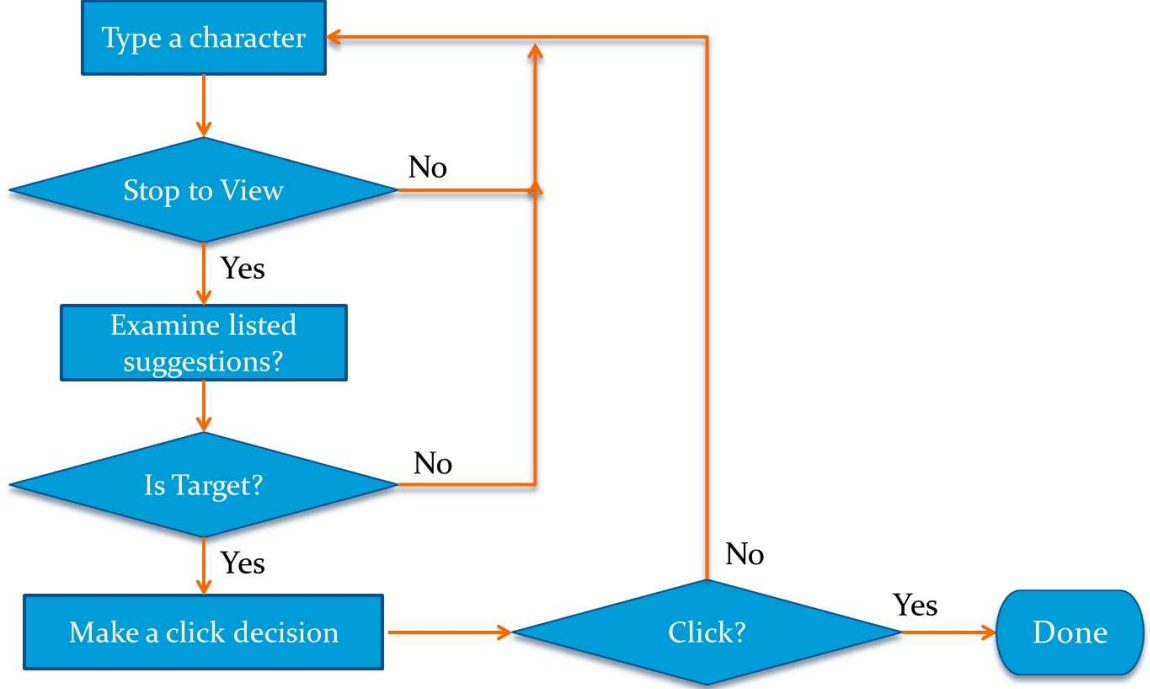 Type a character
Stop to View
No
Yes
Examine listed
suggestions?
Is Target?
No
Yes
Make a click decision
Click?
No
Yes
Done